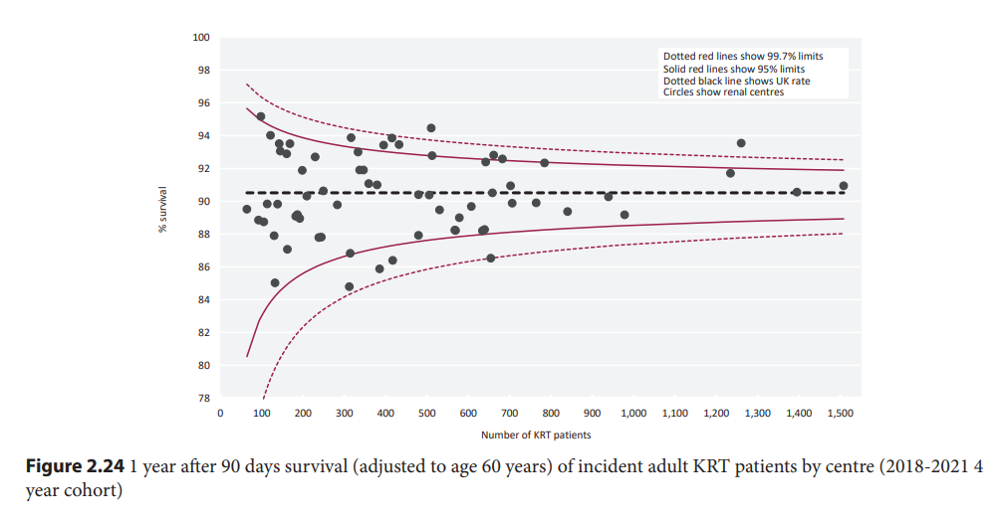 100
98
96
94
92
90
88
86
84
82
80
78
% survival
Dotted red lines show 99.7% limits
Solid red lines show 95% limits
Dotted black line shows UK rate
Circles show renal centres
0 100 200 300 400 500 600 700 800 900 1,000 1,100 1,200 1,300 1,400 1,500
Number of KRT patients
Figure 2.24 1 year after 90 days survival (adjusted to age 60 years) of incident adult KRT patients by centre (2018-2021 4
year cohort)